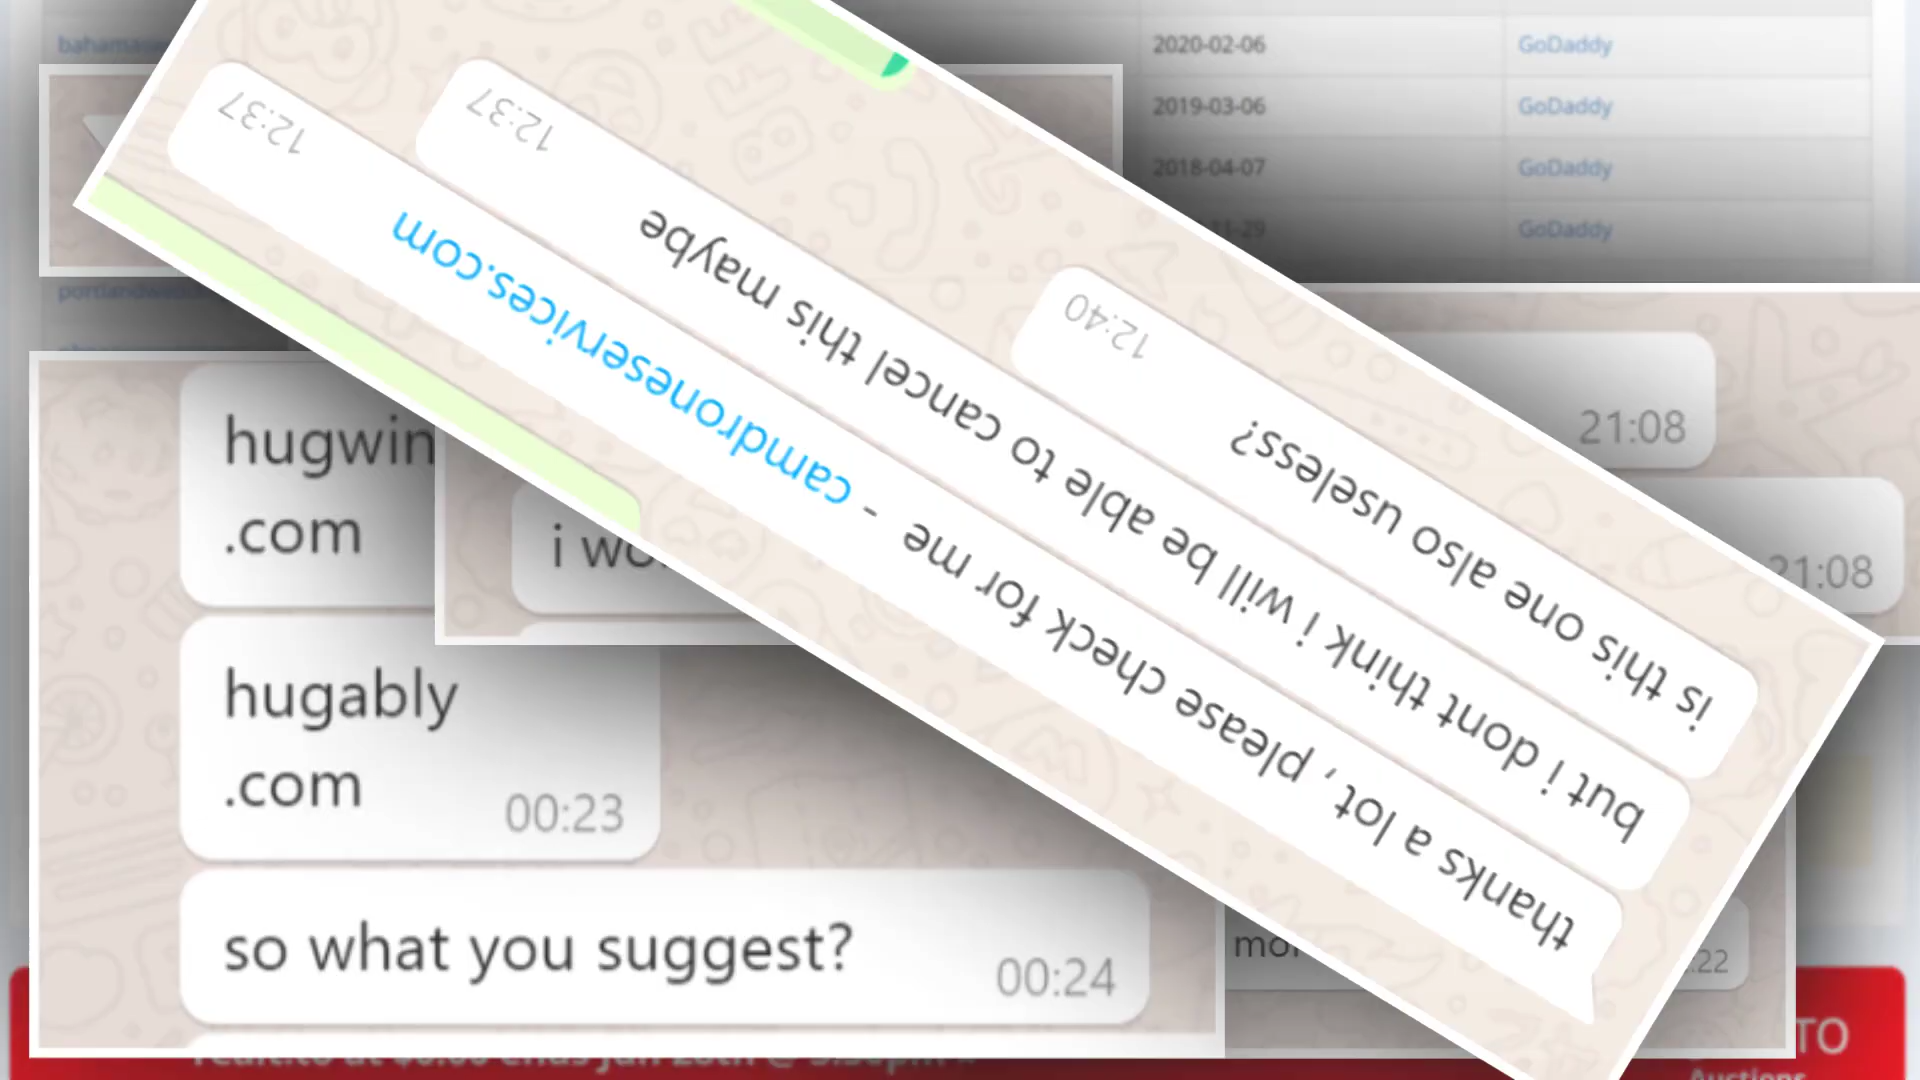 2020-02-06 GoDaddy
2019-03-06 GoDaddy
2018-04-07 GoDaddy
GoDaddy
thanks a lot, please check for me - camdroneservices.com
12:37
but i dont think i will be able to cancel this maybe
12:37
is this one also useless?
12:40
21:08
21:08
hugwin
.com
i wo
hugably
.com
00:23
so what you suggest?
00:24
TO
Auctions